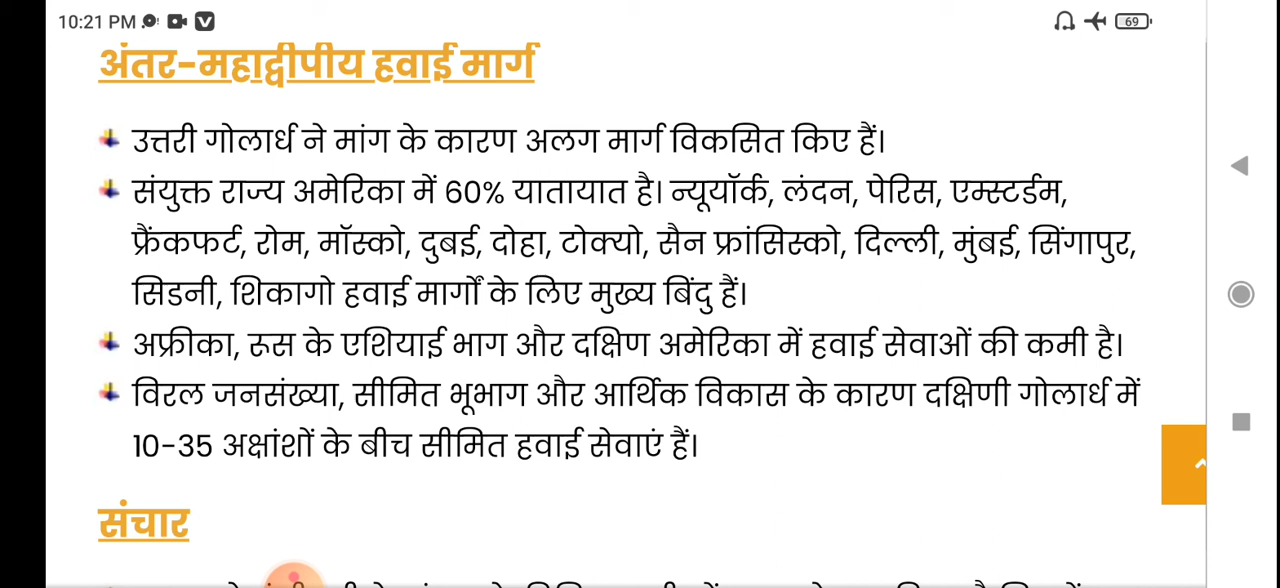 10:21 PM
69
अंतर-महाद्वीपीय हवाई मार्ग
उत्तरी गोलार्ध ने मांग के कारण अलग मार्ग विकसित किए हैं।
संयुक्त राज्य अमेरिका में 60% यातायात है। न्यूयॉर्क, लंदन, पेरिस, एम्स्टर्डम,
फ्रैंकफर्ट, रोम, मॉस्को, दुबई, दोहा, टोक्यो, सैन फ्रांसिस्को, दिल्ली, मुंबई, सिंगापुर,
सिडनी, शिकागो हवाई मार्गों के लिए मुख्य बिंदु हैं।
अफ्रीका, रूस के एशियाई भाग और दक्षिण अमेरिका में हवाई सेवाओं की कमी है।
विरल जनसंख्या, सीमित भूभाग और आर्थिक विकास के कारण दक्षिणी गोलार्ध में
10-35 अक्षांशों के बीच सीमित हवाई सेवाएं हैं।
संचार